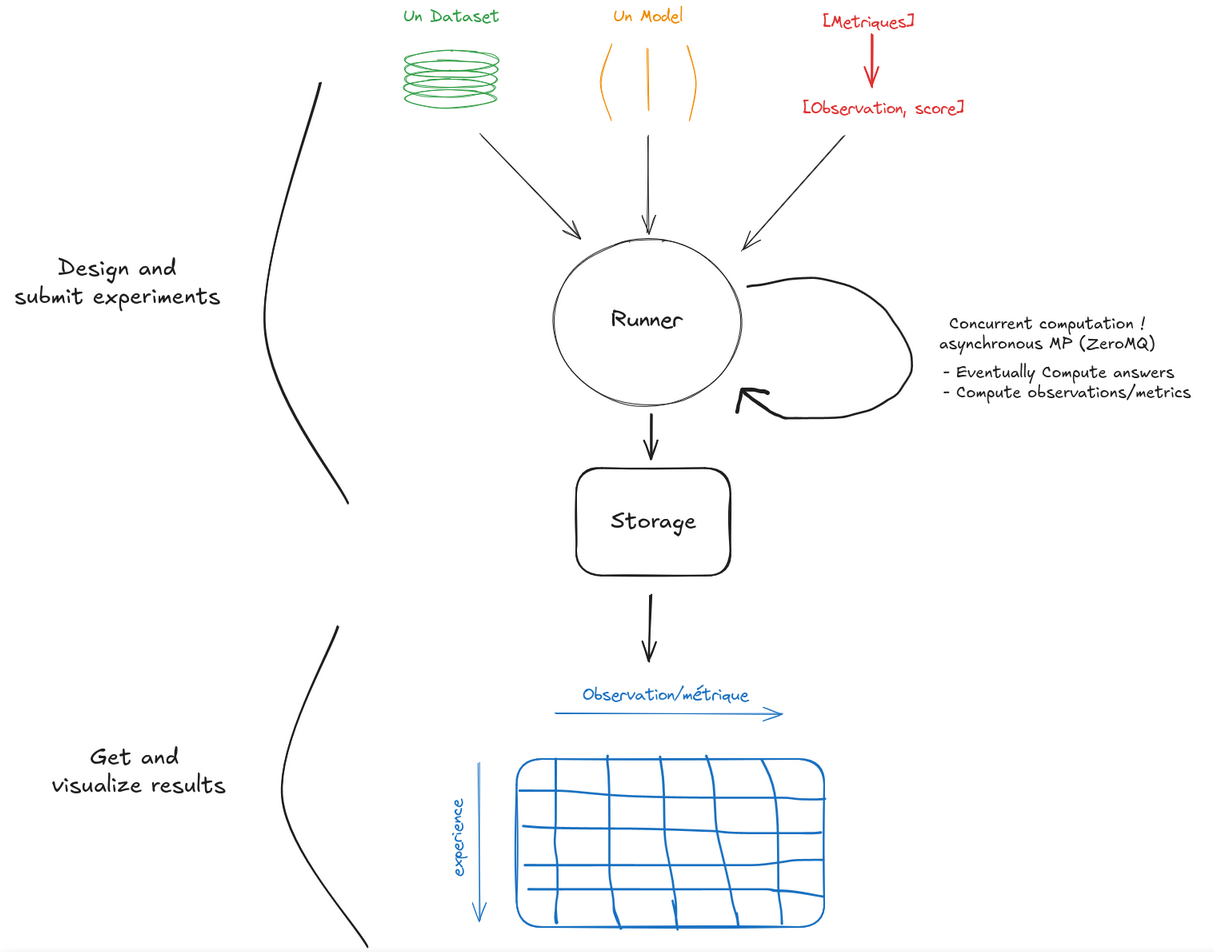 Un Dataset
Un Model
[Metriques]
[Observation, score]
Design and
submit experiments
Runner
Concurrent computation !
asynchronous MP (ZeroMQ)
- Eventually Compute answers
- Compute observations/metrics
Storage
Observation/métrique
Get and
visualize results
experience